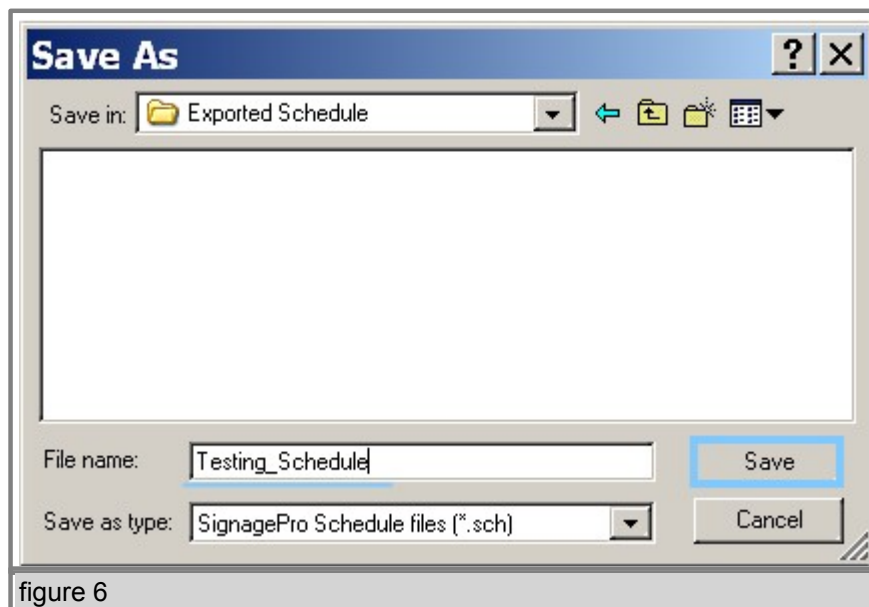 Save As
Save in: Exported Schedule
File name: Testing_Schedule
Save
Save as type: SignagePro Schedule files (*.sch)
Cancel
figure 6